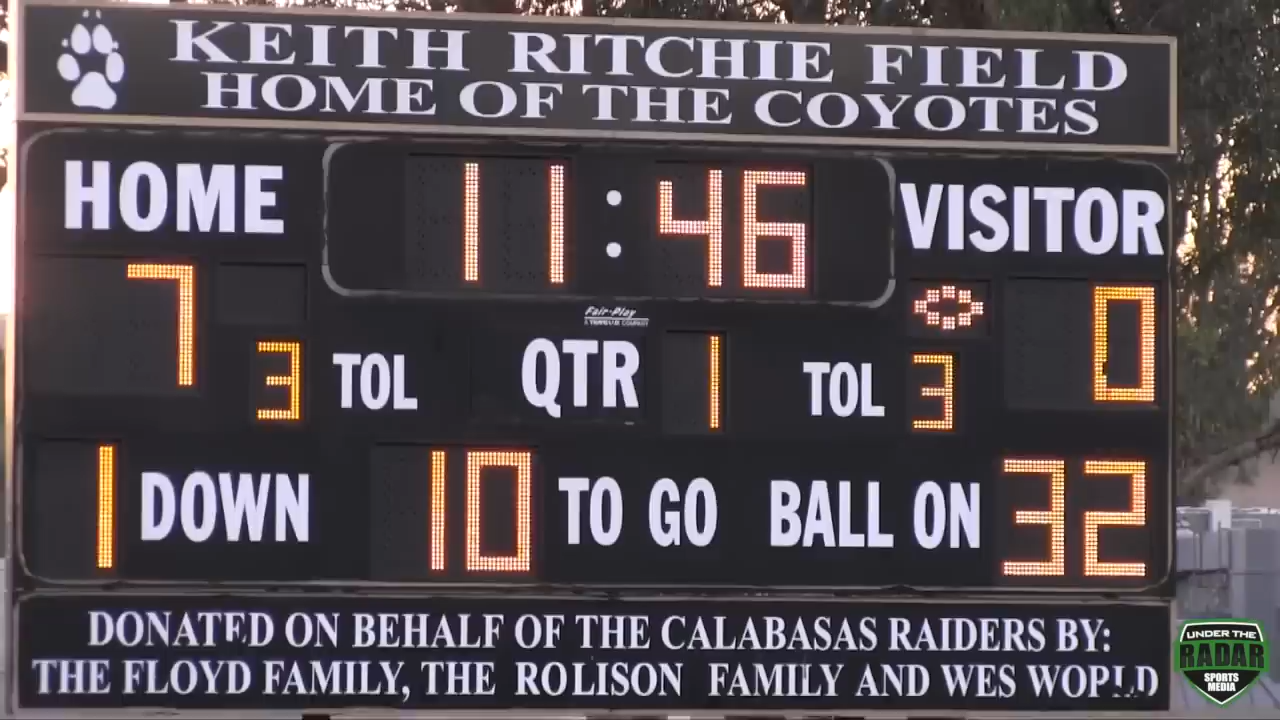 KEITH RITCHIE FIELD
HOME OF THE COYOTES
HOME 11:46 VISITOR
7 0
Fair-Play
3 TOL QTR 1 TOL 3
1 DOWN 10 TO GO BALL ON 32
DONATED ON BEHALF OF THE CALABASAS RAIDERS BY:
THE FLOYD FAMILY, THE ROLISON FAMILY AND WES
UNDER THE
RADAR
SPORTS
MEDIA